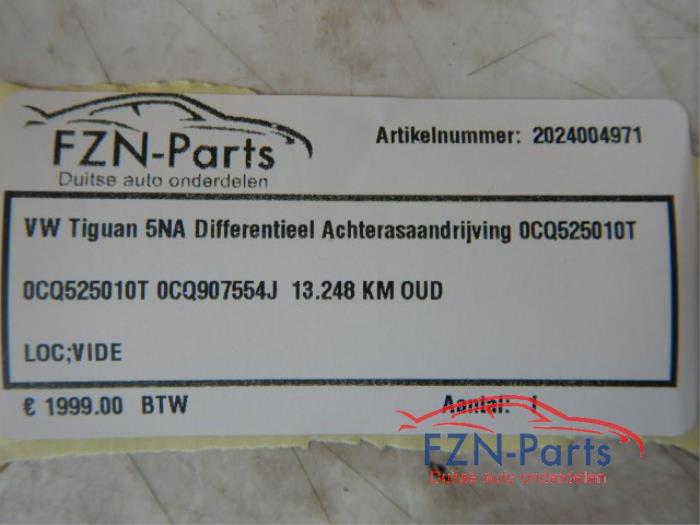 FZN-Parts
Duitse auto onderdelen
Artikelnummer: 2024004971
VW Tiguan 5NA Differentieel Achterasaandrijving 0CQ525010T
0CQ525010T 0CQ907554J 13.248 KM OUD
LOC;VIDE
€ 1999.00 BTW
Aantal: 1
FZN-Parts
Duitse auto onderdelen